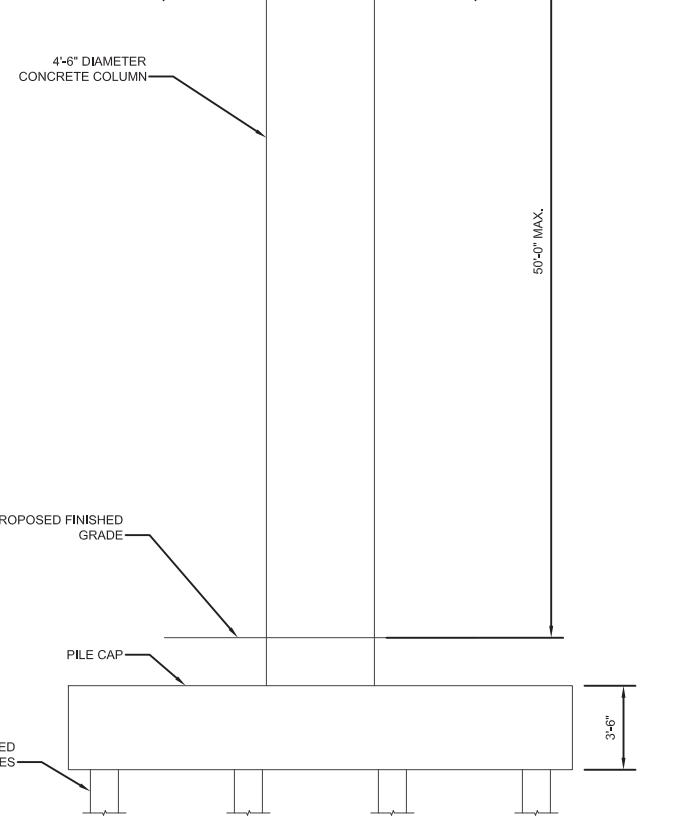 4'-6" DIAMETER
CONCRETE COLUMN
50'-0" MAX.
ROPOSED FINISHED
GRADE
PILE CAP
3'-6"
ED
ES